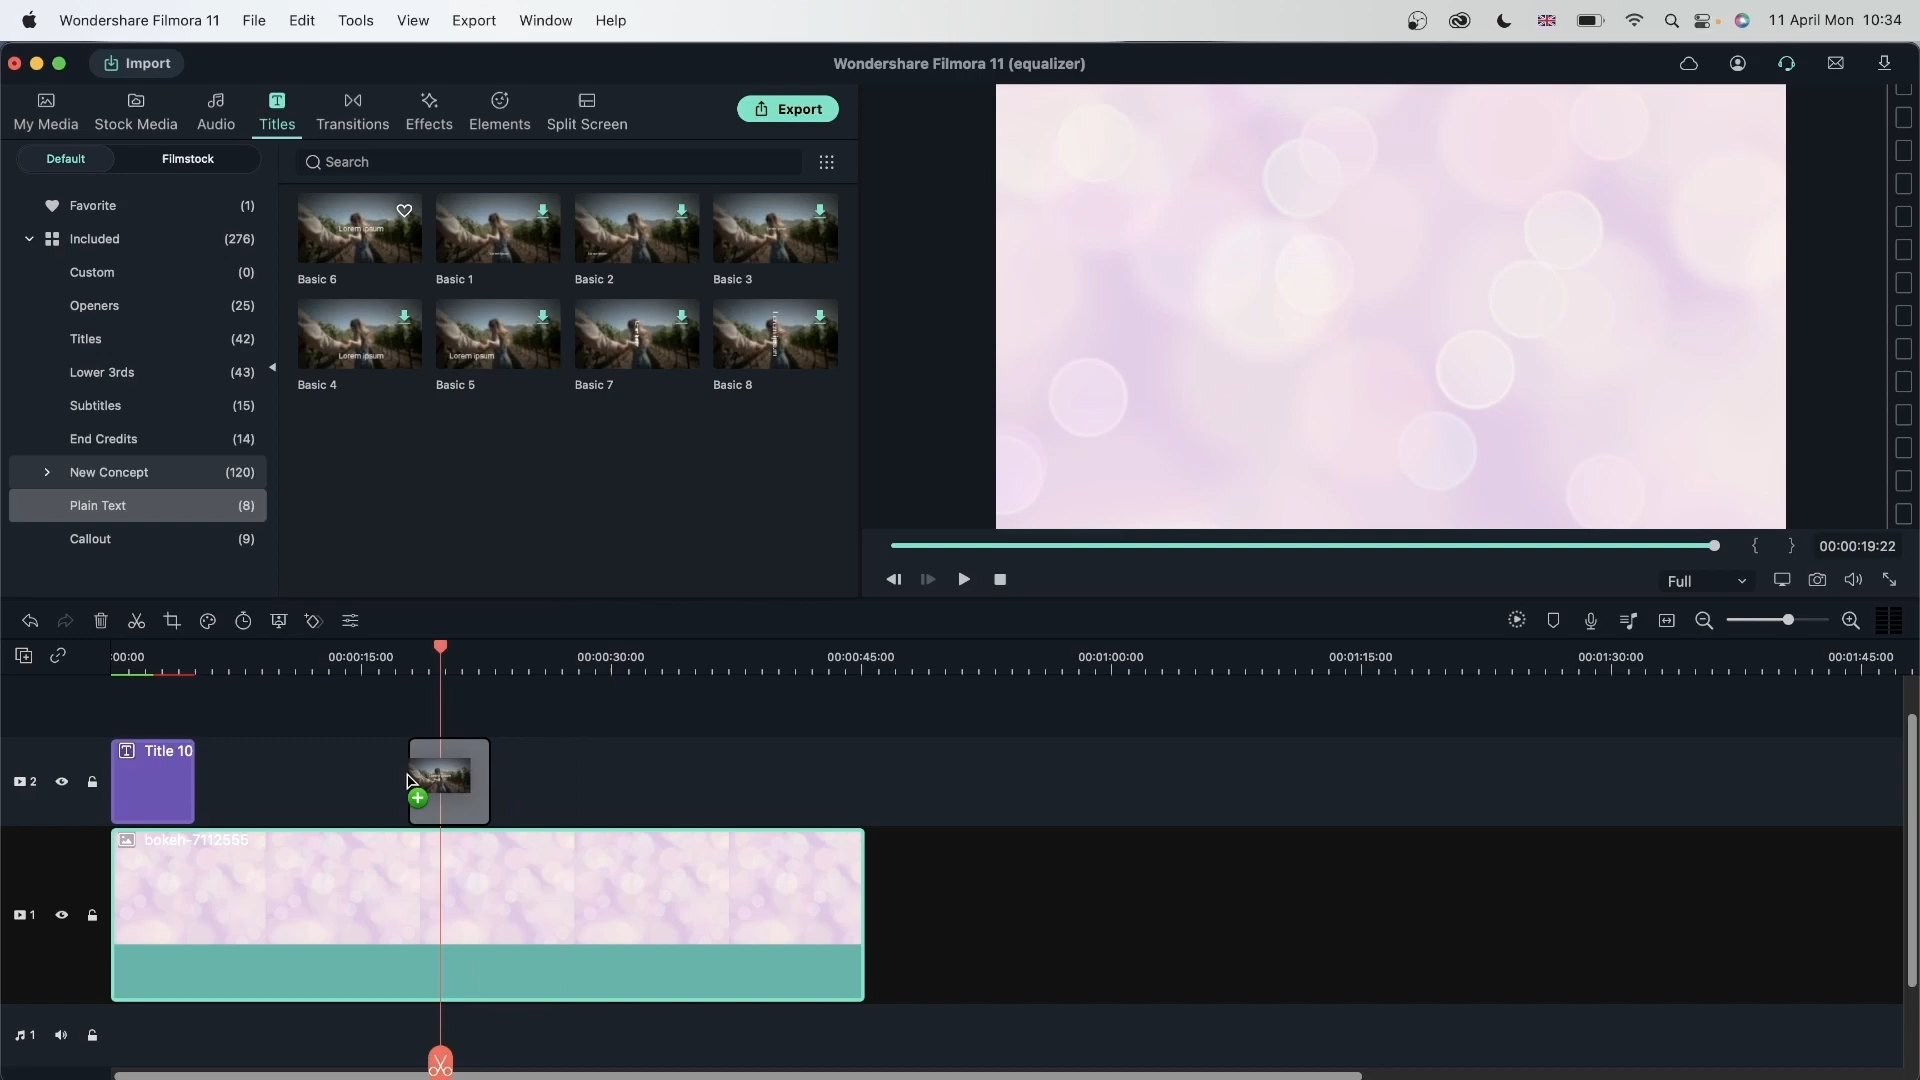 Wondershare Filmora 11 File Edit Tools View Export Window Help 11 April Mon 10:34
Import Wondershare Filmora 11 (equalizer)
My Media Stock Media Audio Titles Transitions Effects Elements Split Screen Export
Default Filmstock Search
Favorite (1)
Included (276)
Custom (0)
Openers (25)
Titles (42)
Lower 3rds (43)
Subtitles (15)
End Credits (14)
New Concept (120)
Plain Text (8)
Callout (9)
Lorem ipsum
Basic 6 Basic 1 Basic 2 Basic 3
Lorem ipsum Lorem ipsum
Basic 4 Basic 5 Basic 7 Basic 8
{ } 00:00:19:22
Full
:00:00 00:00:15:00 00:00:30:00 00:00:45:00 00:01:00:00 00:01:15:00 00:01:30:00 00:01:45:00
T Title 10
2
bokeh-7112555
1
1